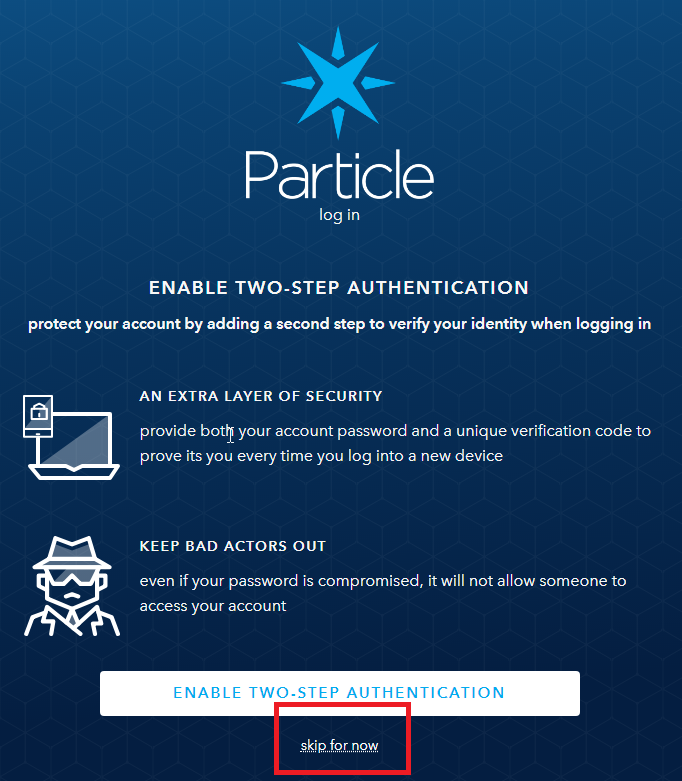 Particle
log in
ENABLE TWO-STEP AUTHENTICATION
protect your account by adding a second step to verify your identity when logging in
AN EXTRA LAYER OF SECURITY
provide both your account password and a unique verification code to
prove its you every time you log into a new device
KEEP BAD ACTORS OUT
even if your password is compromised, it will not allow someone to
access your account
ENABLE TWO-STEP AUTHENTICATION
skip for now